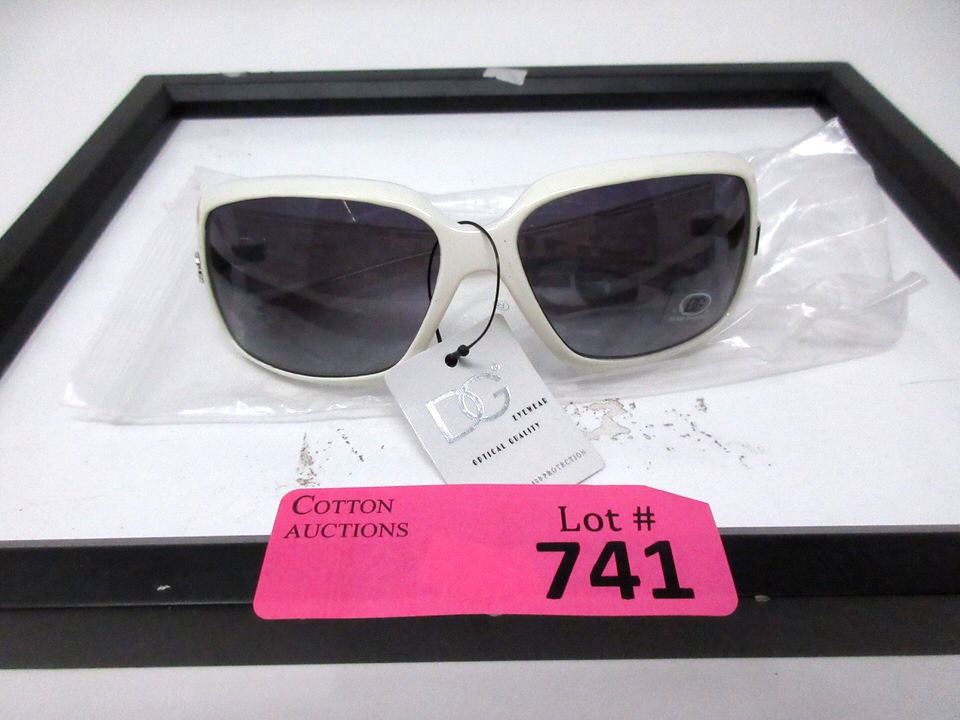 DG®
EYEWEAR
OPTICAL QUALITY
COTTON
AUCTIONS
Lot #
741